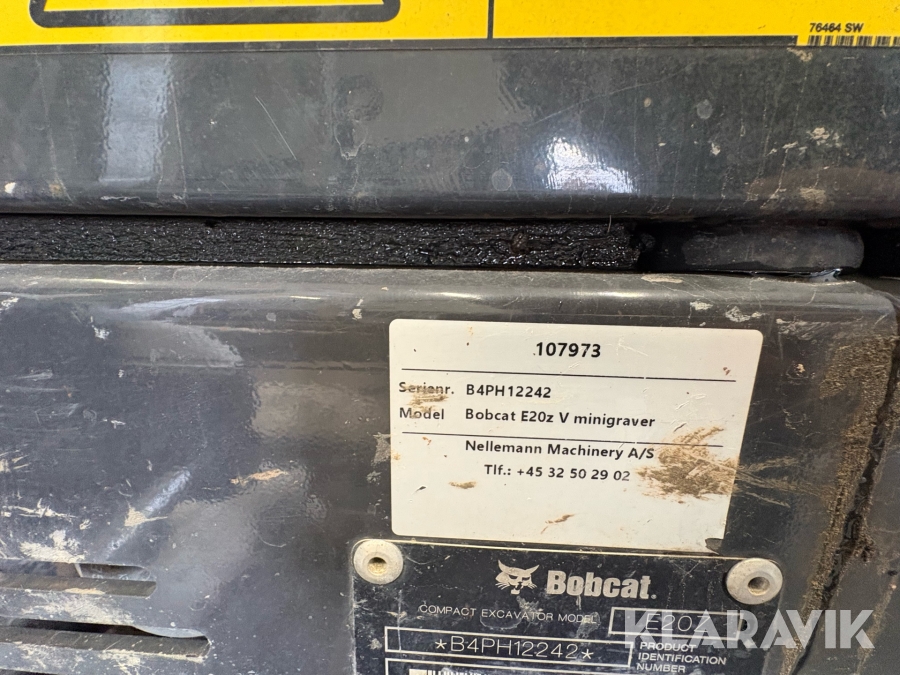 76464 SW
107973
Serienr. B4PH12242
Model Bobcat E20z V minigraver
Nellemann Machinery A/S
Tlf.: +45 32 50 29 02
Bobcat.
COMPACT EXCAVATOR MODEL E20z
*B4PH12242*
PRODUCT
IDENTIFICATION
NUMBER
KLARAVIK